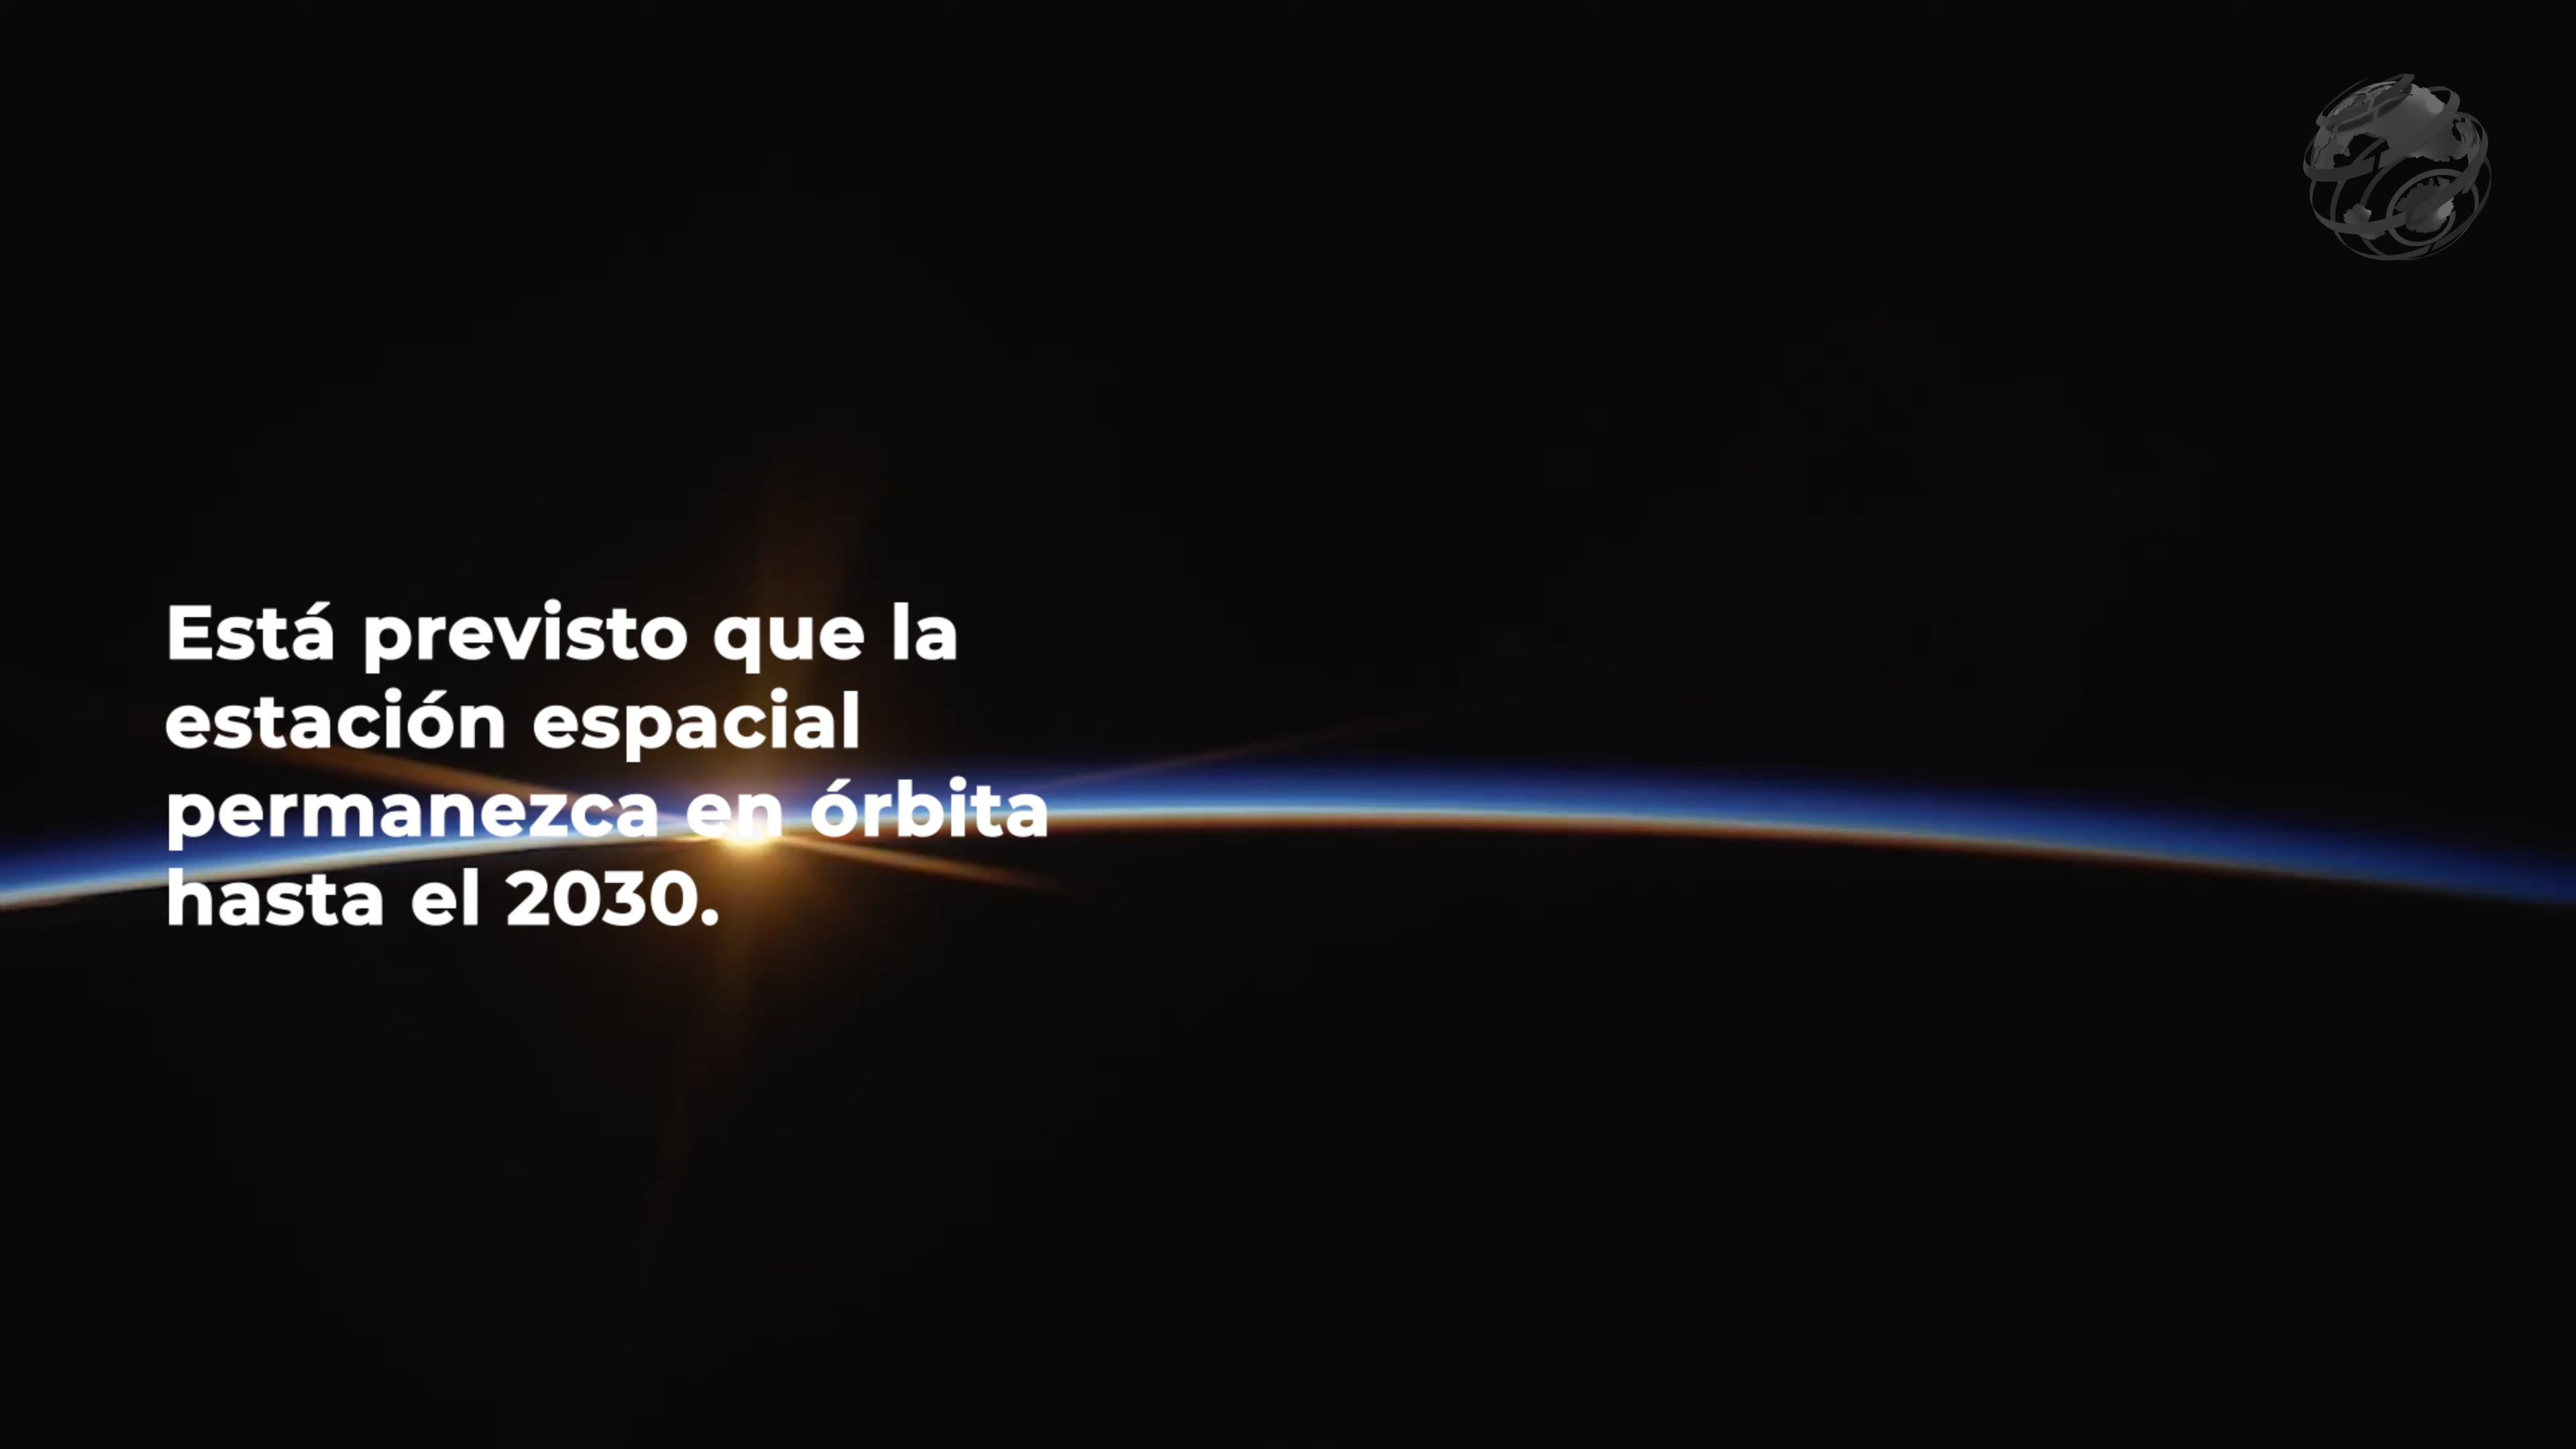 Está previsto que la
estación espacial
permanezca en órbita
hasta el 2030.